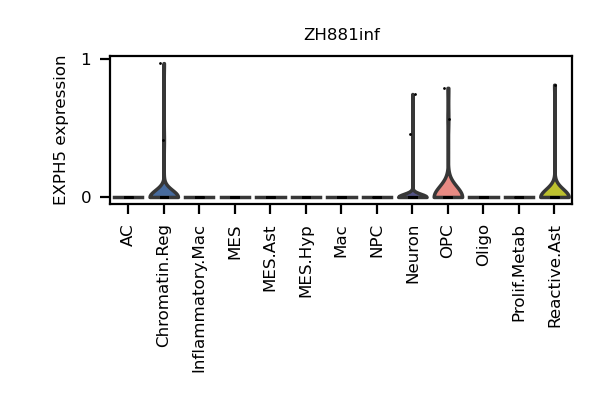 ZH881inf
EXPH5 expression
1
0
AC
Chromatin.Reg
Inflammatory.Mac
MES
MES.Ast
MES.Hyp
Mac
NPC
Neuron
OPC
Oligo
Prolif.Metab
Reactive.Ast